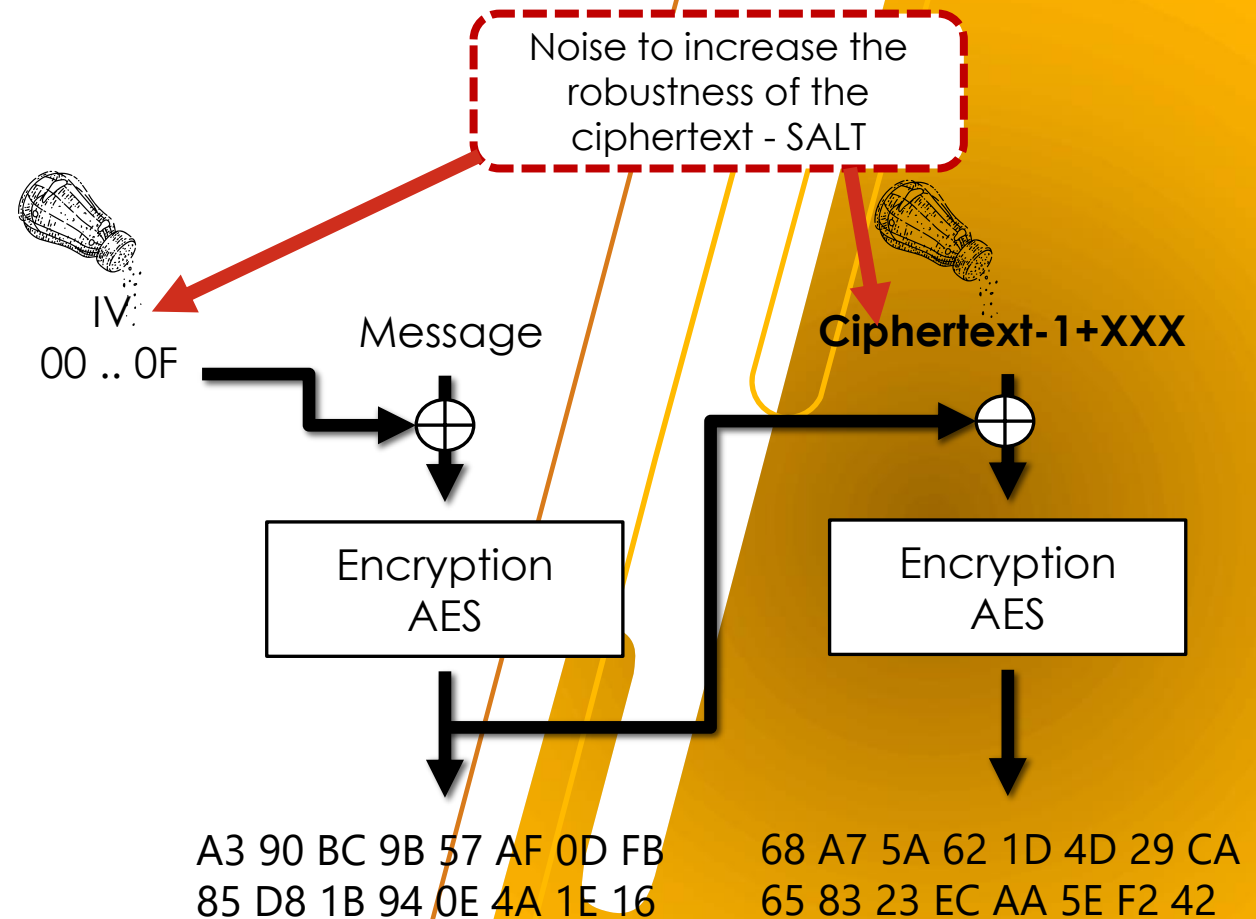 Noise to increase the
robustness of the
ciphertext - SALT
IV
00 .. 0F
Message
Ciphertext-1+XXX
Encryption
AES
Encryption
AES
A3 90 BC 9B 57 AF 0D FB
85 D8 1B 94 0E 4A 1E 16
68 A7 5A 62 1D 4D 29 CA
65 83 23 EC AA 5E F2 42